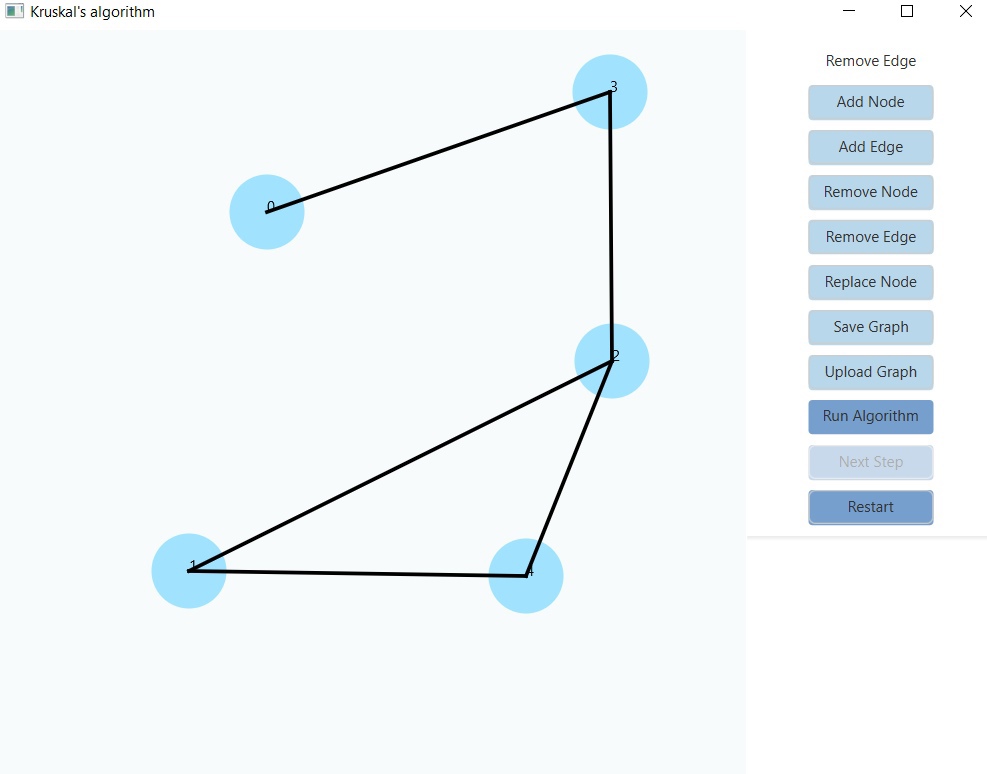 Kruskal's algorithm
Remove Edge
3
Add Node
Add Edge
Remove Node
0
Remove Edge
Replace Node
Save Graph
2
Upload Graph
Run Algorithm
Next Step
Restart
1
4